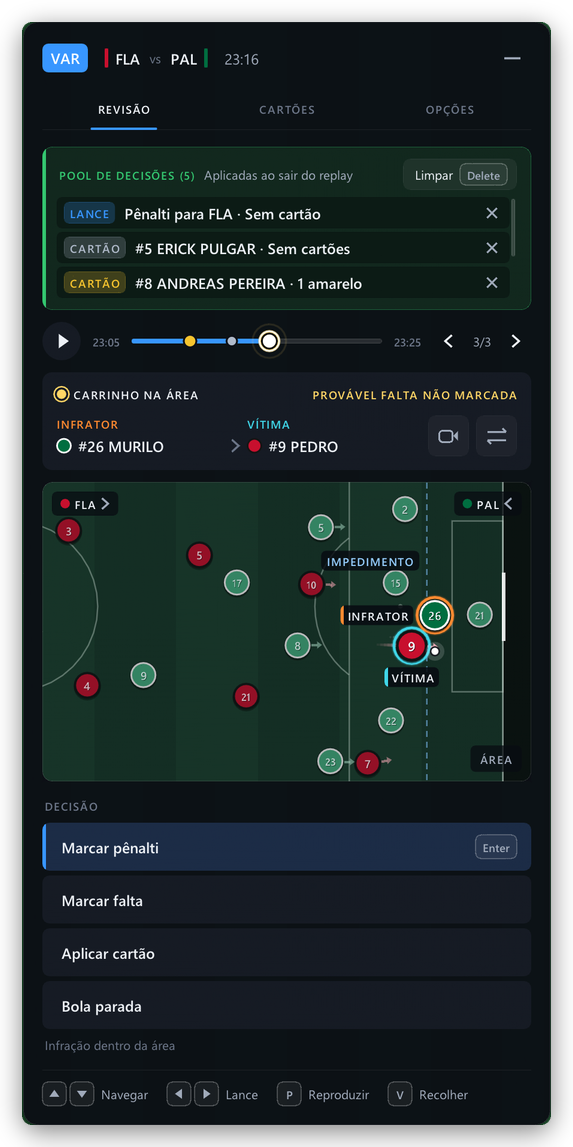 VAR FLA vs PAL 23:16
REVISÃO CARTÕES OPÇÕES
POOL DE DECISÕES (5) Aplicadas ao sair do replay Limpar Delete
LANCE Pênalti para FLA · Sem cartão
CARTÃO #5 ERICK PULGAR · Sem cartões
CARTÃO #8 ANDREAS PEREIRA · 1 amarelo
23:05 23:25 3/3
CARRINHO NA ÁREA PROVÁVEL FALTA NÃO MARCADA
INFRATOR VÍTIMA
#26 MURILO #9 PEDRO
FLA PAL
2
3
5
5
IMPEDIMENTO
17
10
15
INFRATOR
26
21
8
9
9
VÍTIMA
4
21
22
23
7
ÁREA
DECISÃO
Marcar pênalti Enter
Marcar falta
Aplicar cartão
Bola parada
Infração dentro da área
Navegar Lance P Reproduzir V Recolher